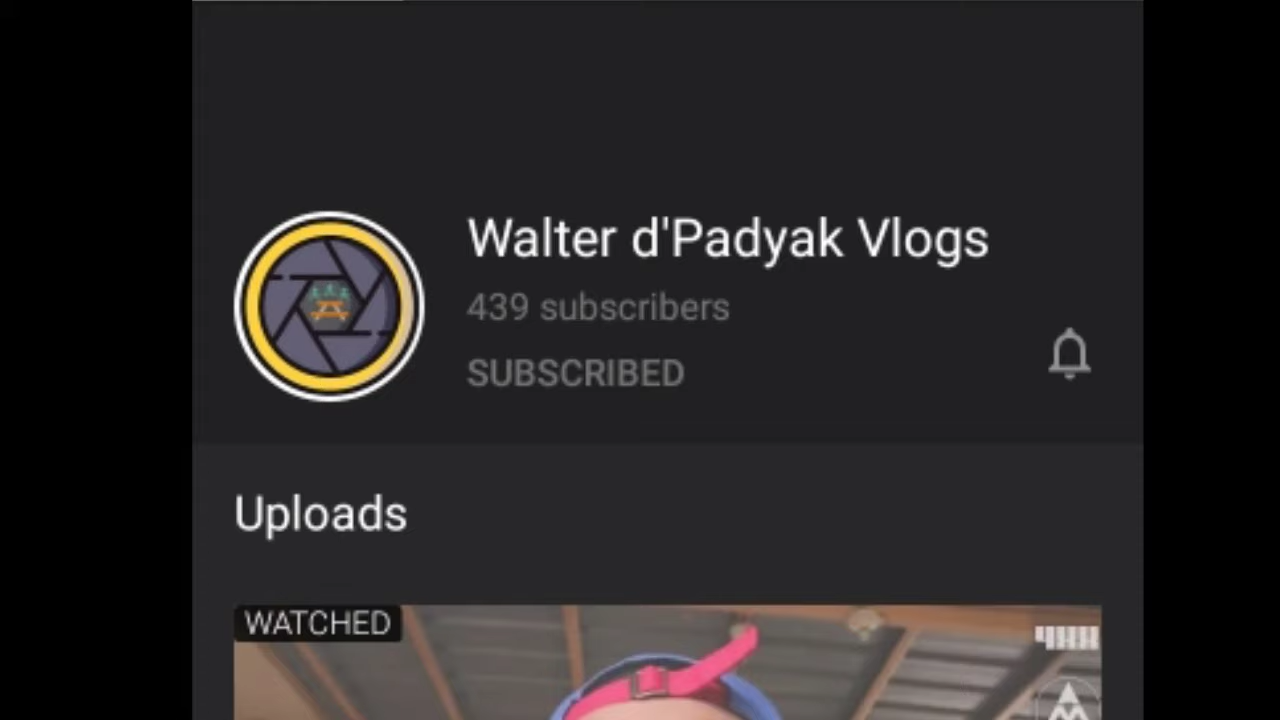 Walter d'Padyak Vlogs
439 subscribers
SUBSCRIBED
Uploads
WATCHED